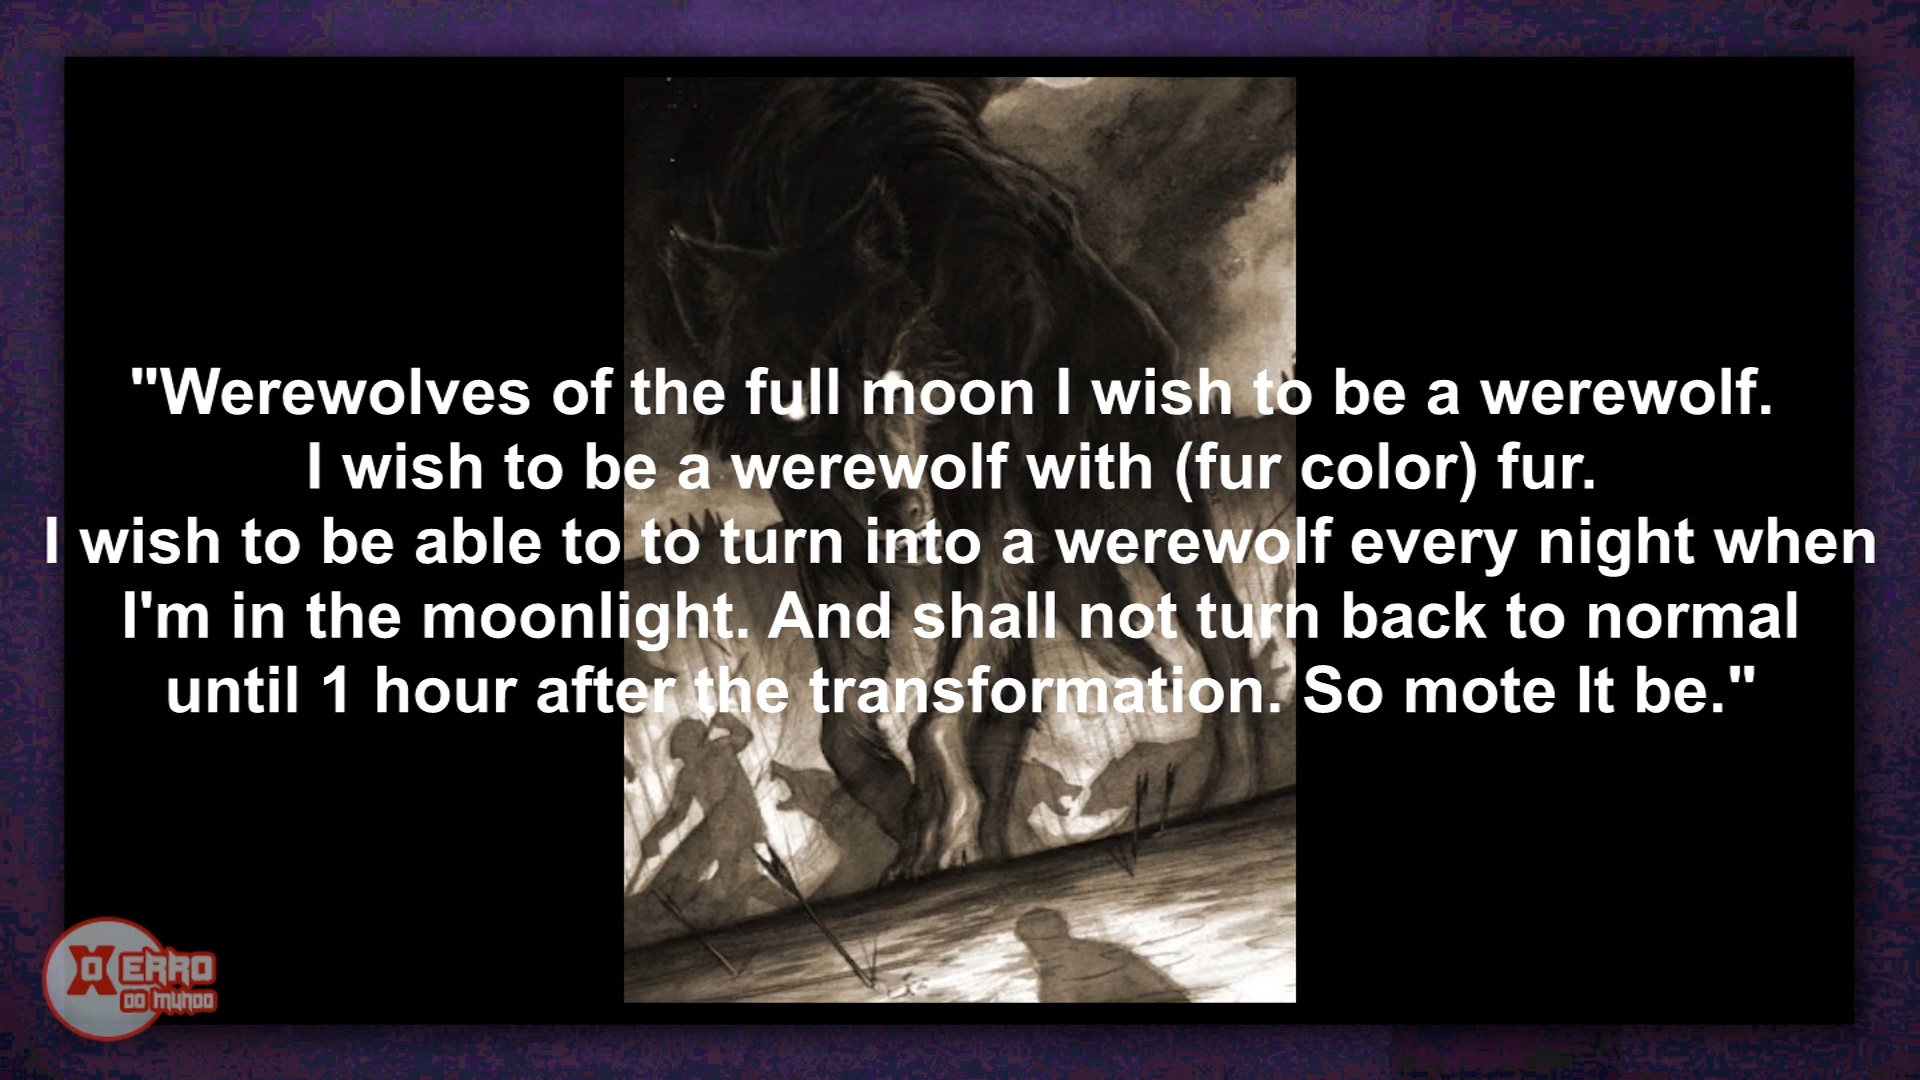 "Werewolves of the full moon I wish to be a werewolf.
I wish to be a werewolf with (fur color) fur.
I wish to be able to to turn into a werewolf every night when
I'm in the moonlight. And shall not turn back to normal
until 1 hour after the transformation. So mote It be."
O ERRO
DO MUNDO